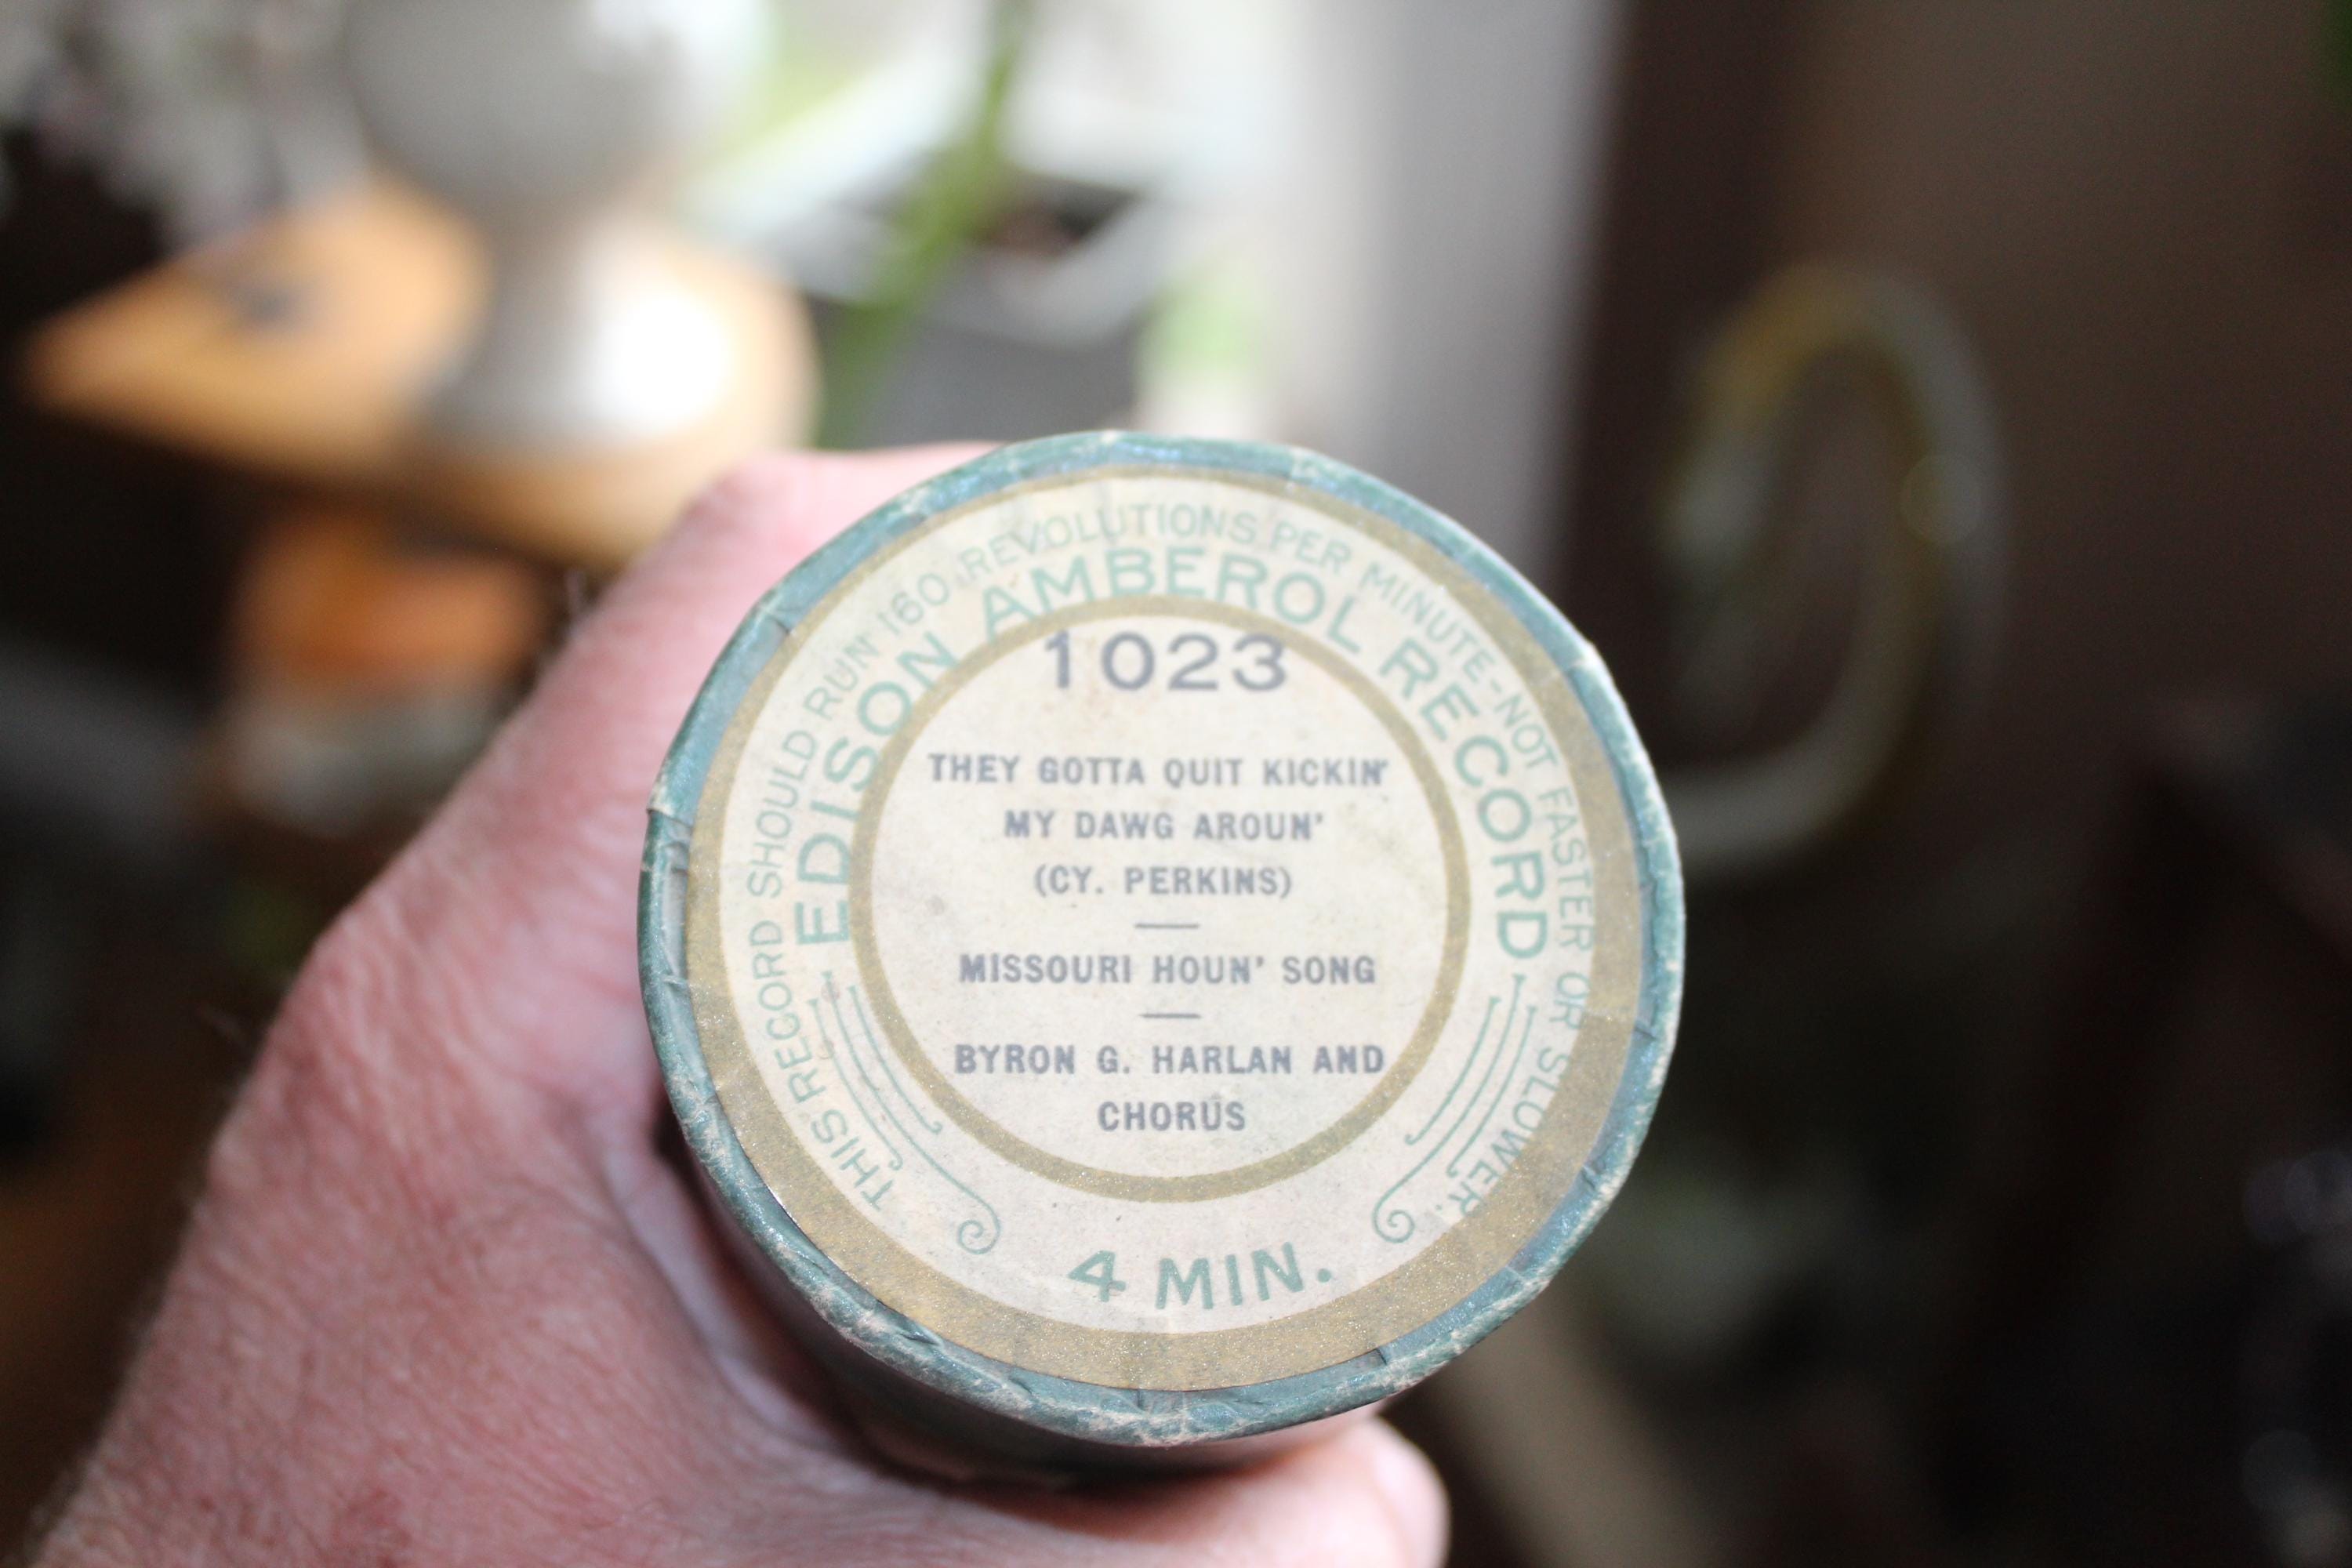 THIS RECORD SHOULD RUN 160 REVOLUTIONS PER MINUTE-NOT FASTER OR SLOWER.
EDISON AMBEROL RECORD
1023
THEY GOTTA QUIT KICKIN'
MY DAWG AROUN'
(CY. PERKINS)
MISSOURI HOUN' SONG
BYRON G. HARLAN AND
CHORUS
4 MIN.